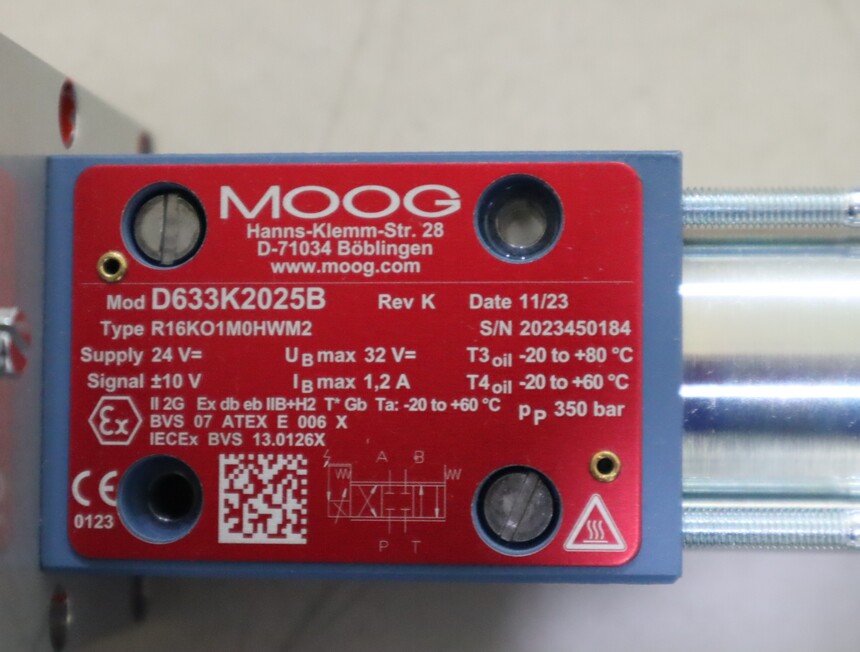 MOOG
Hanns-Klemm-Str. 28
D-71034 Böblingen
www.moog.com
Mod D633K2025B Rev K Date 11/23
Type R16KO1M0HWM2 S/N 2023450184
Supply 24 V= UB max 32 V= T3oil -20 to +80 °C
Signal ±10 V IB max 1,2 A T4oil -20 to +60 °C
Ex II 2G Ex db eb IIB+H2 T* Gb Ta: -20 to +60 °C pP 350 bar
BVS 07 ATEX E 006 X
IECEx BVS 13.0126X
A B
CE
0123
P T